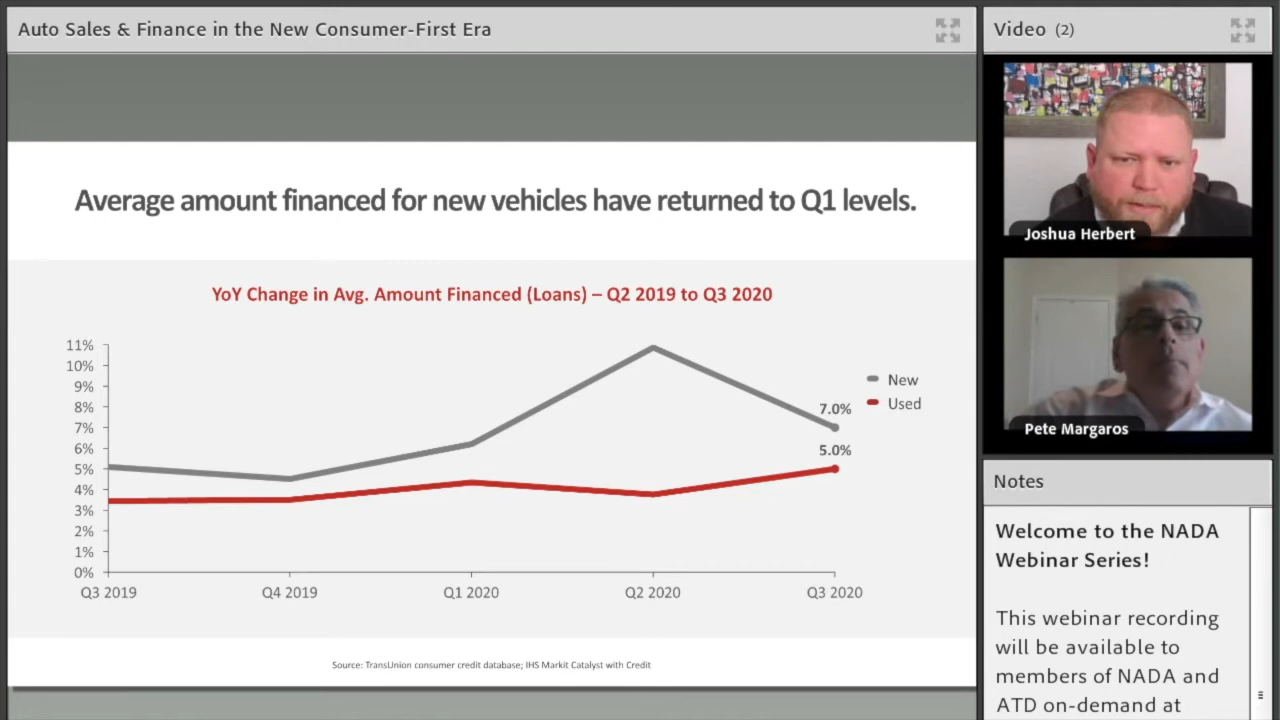 Auto Sales & Finance in the New Consumer-First Era
Average amount financed for new vehicles have returned to Q1 levels.
YoY Change in Avg. Amount Financed (Loans) – Q2 2019 to Q3 2020
11%
10%
9%
8%
7%
6%
5%
4%
3%
2%
1%
0%
7.0%
5.0%
New
Used
Q3 2019 Q4 2019 Q1 2020 Q2 2020 Q3 2020
Source: TransUnion consumer credit database; IHS Markit Catalyst with Credit
Video (2)
Joshua Herbert
Pete Margaros
Notes
Welcome to the NADA
Webinar Series!
This webinar recording
will be available to
members of NADA and
ATD on-demand at